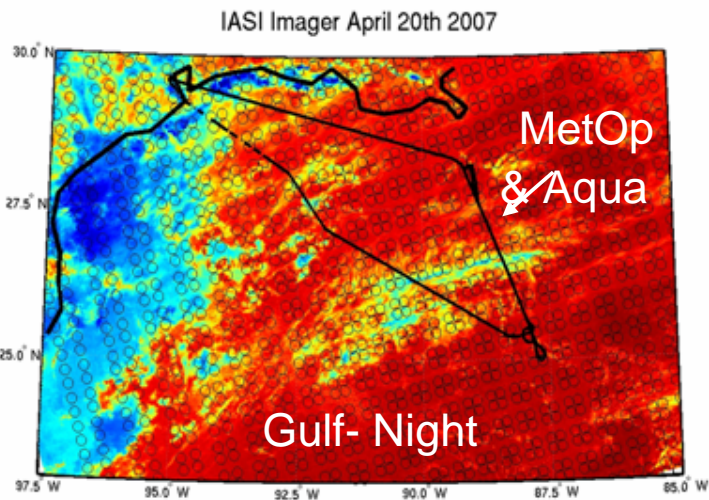 IASI Imager April 20th 2007
30.0° N
MetOp
& Aqua
27.5° N
25.0° N
Gulf- Night
97.5° W
95.0° W
92.5° W
90.0° W
87.5° W
85.0° W